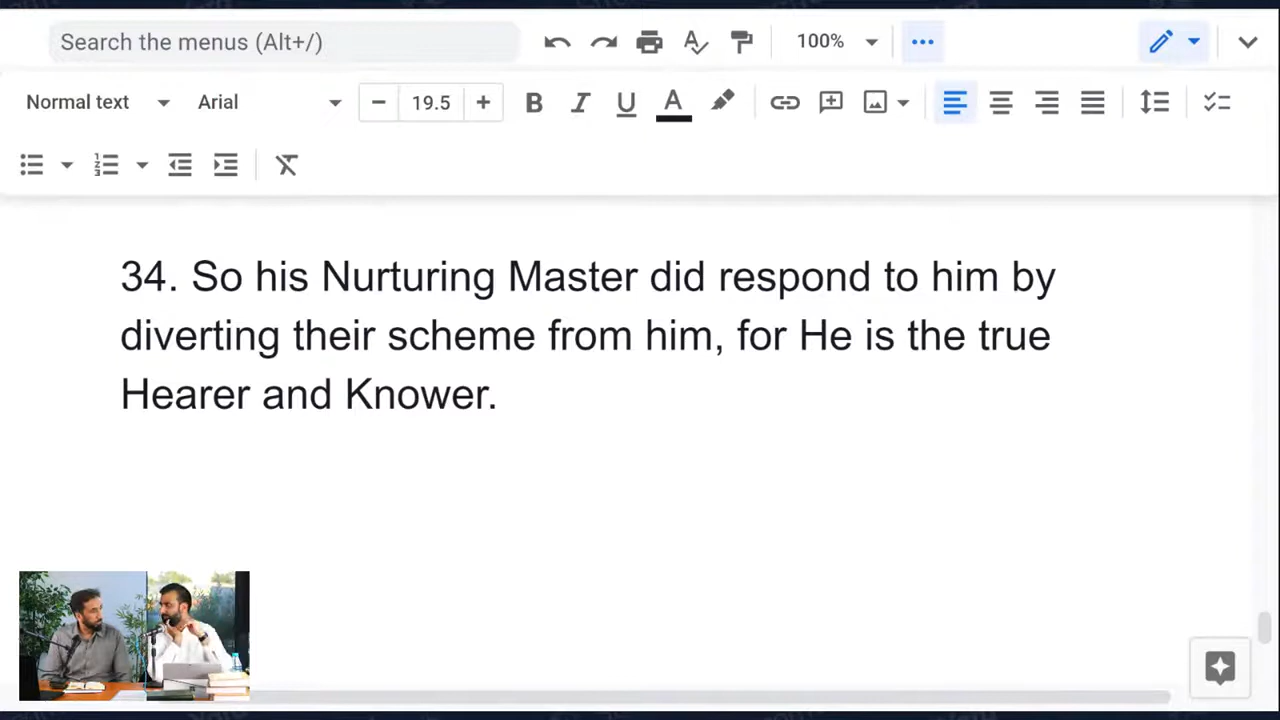 Search the menus (Alt+/)
100%
Normal text
Arial
19.5
34. So his Nurturing Master did respond to him by
diverting their scheme from him, for He is the true
Hearer and Knower.